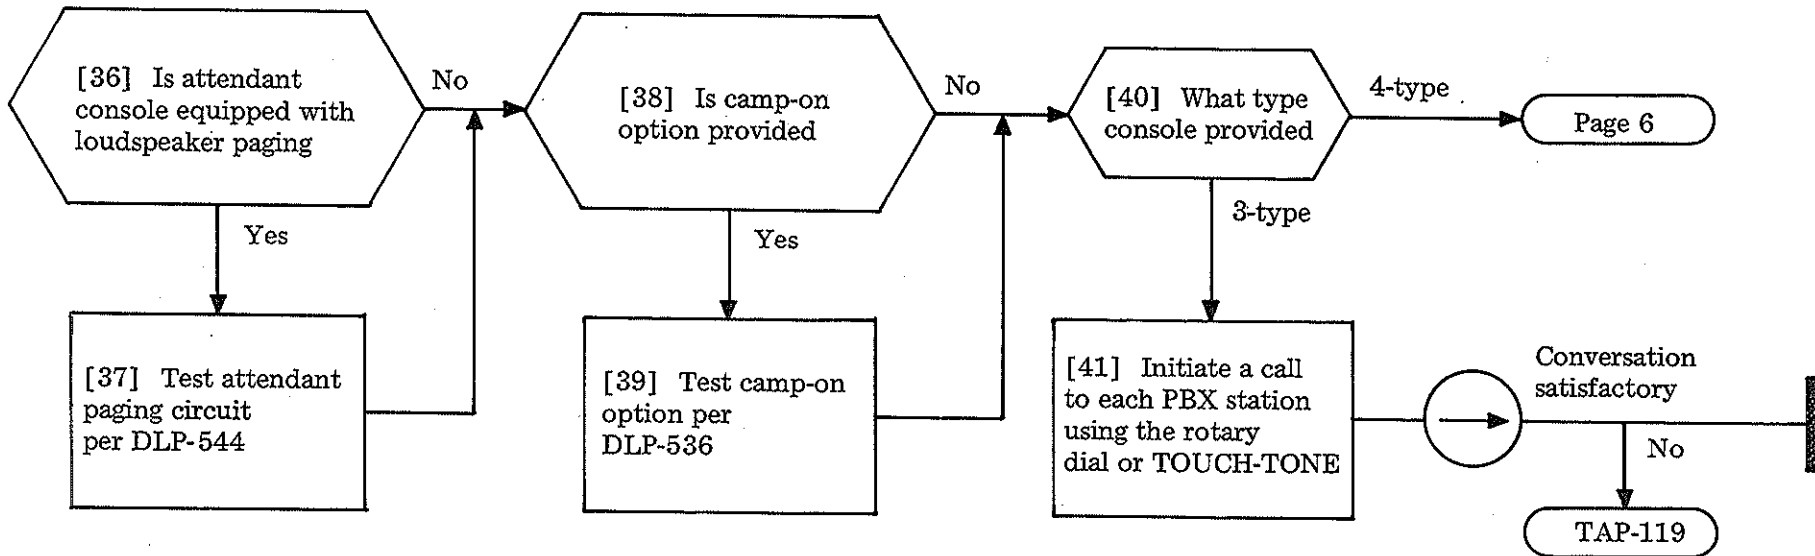 [36] Is attendant
console equipped with
loudspeaker paging
No
Yes
[37] Test attendant
paging circuit
per DLP-544
[38] Is camp-on
option provided
No
Yes
[39] Test camp-on
option per
DLP-536
[40] What type
console provided
4-type
Page 6
3-type
[41] Initiate a call
to each PBX station
using the rotary
dial or TOUCH-TONE
Conversation
satisfactory
No
TAP-119